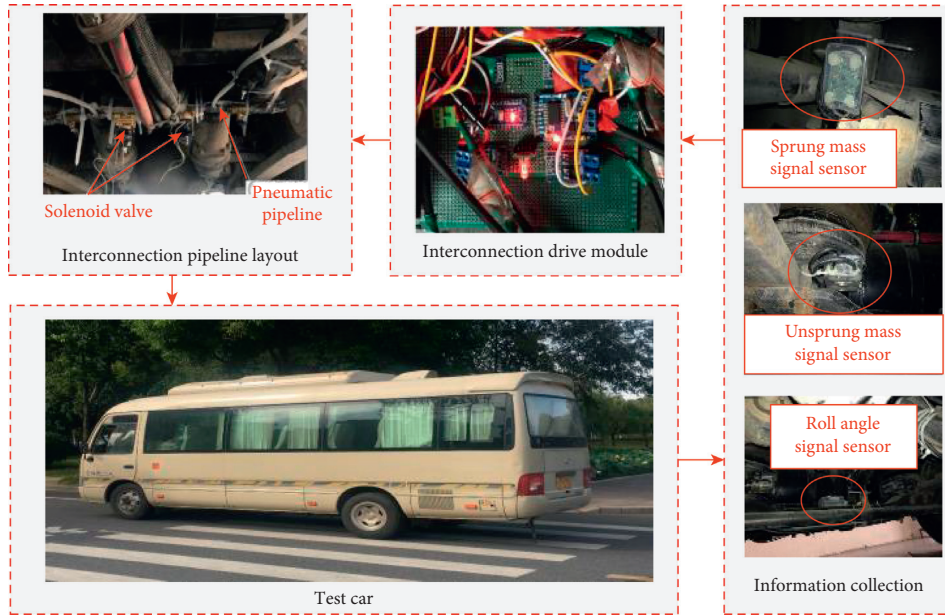 Solenoid valve
Pneumatic
pipeline
Interconnection pipeline layout
Interconnection drive module
Sprung mass
signal sensor
Unsprung mass
signal sensor
Roll angle
signal sensor
Information collection
Test car